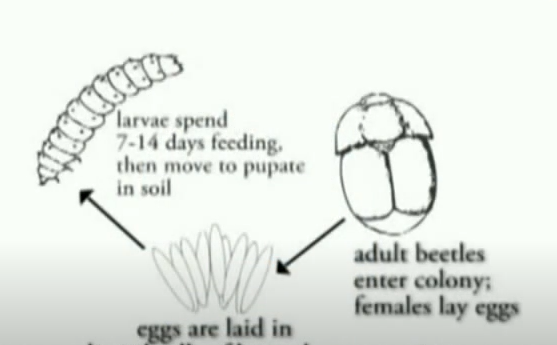 larvae spend
7-14 days feeding,
then move to pupate
in soil
adult beetles
enter colony;
females lay eggs
eggs are laid in